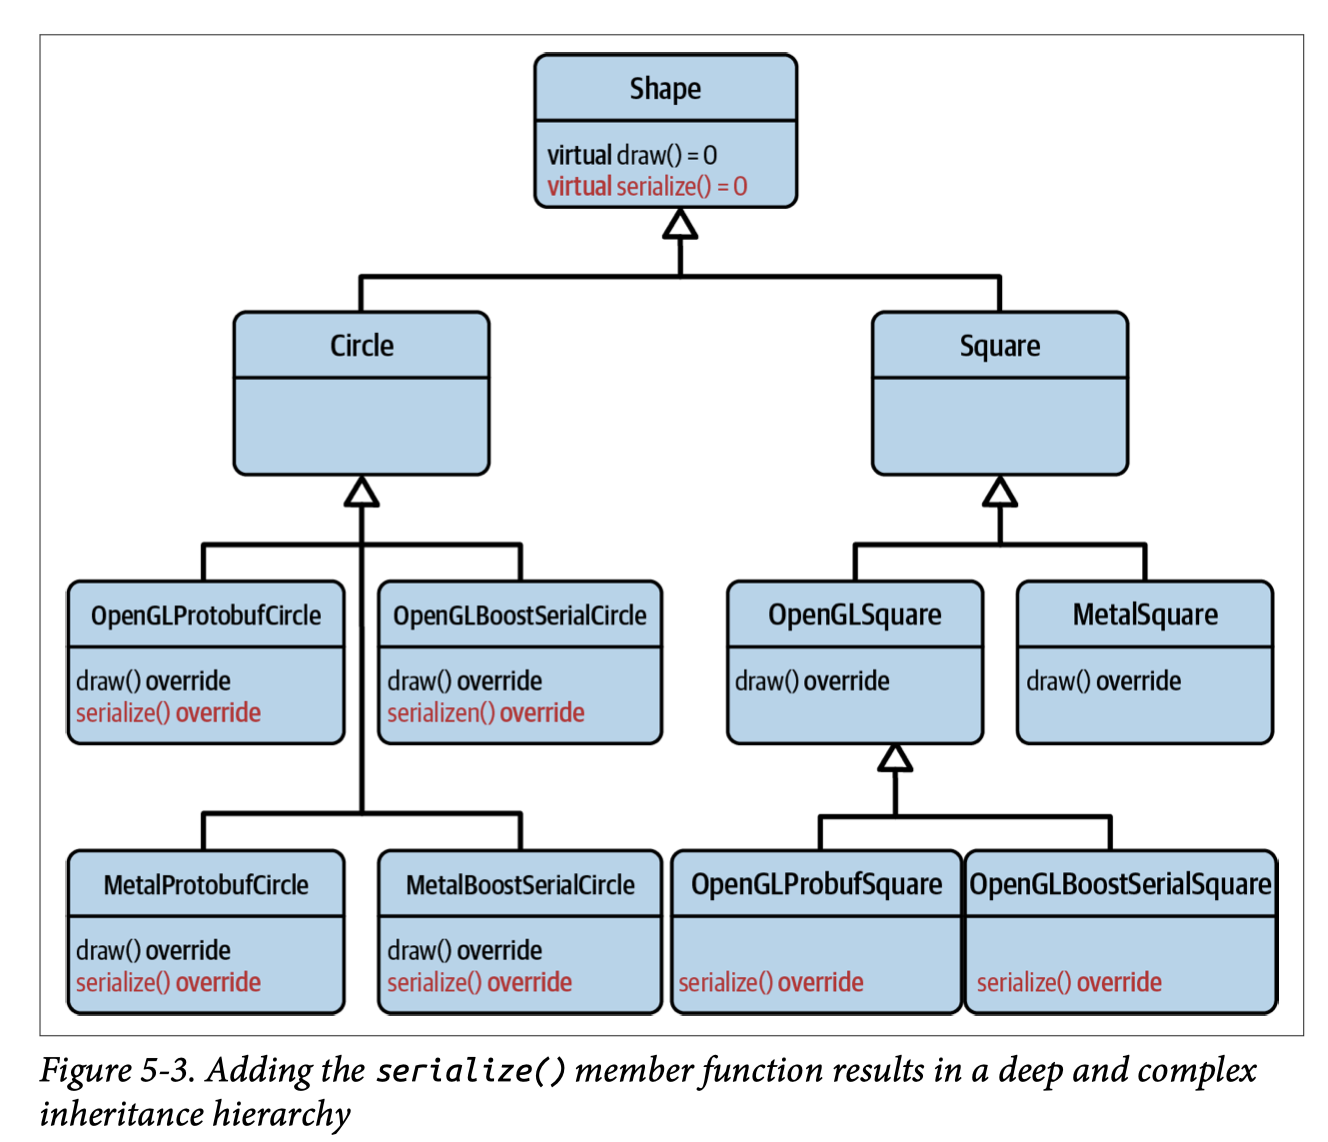 Shape
virtual draw() = 0
virtual serialize() = 0
Circle
Square
OpenGLProtobufCircle
draw() override
serialize() override
OpenGLBoostSerialCircle
draw() override
serializen() override
OpenGLSquare
draw() override
MetalSquare
draw() override
MetalProtobufCircle
draw() override
serialize() override
MetalBoostSerialCircle
draw() override
serialize() override
OpenGLProbufSquare
serialize() override
OpenGLBoostSerialSquare
serialize() override
Figure 5-3. Adding the serialize() member function results in a deep and complex
inheritance hierarchy